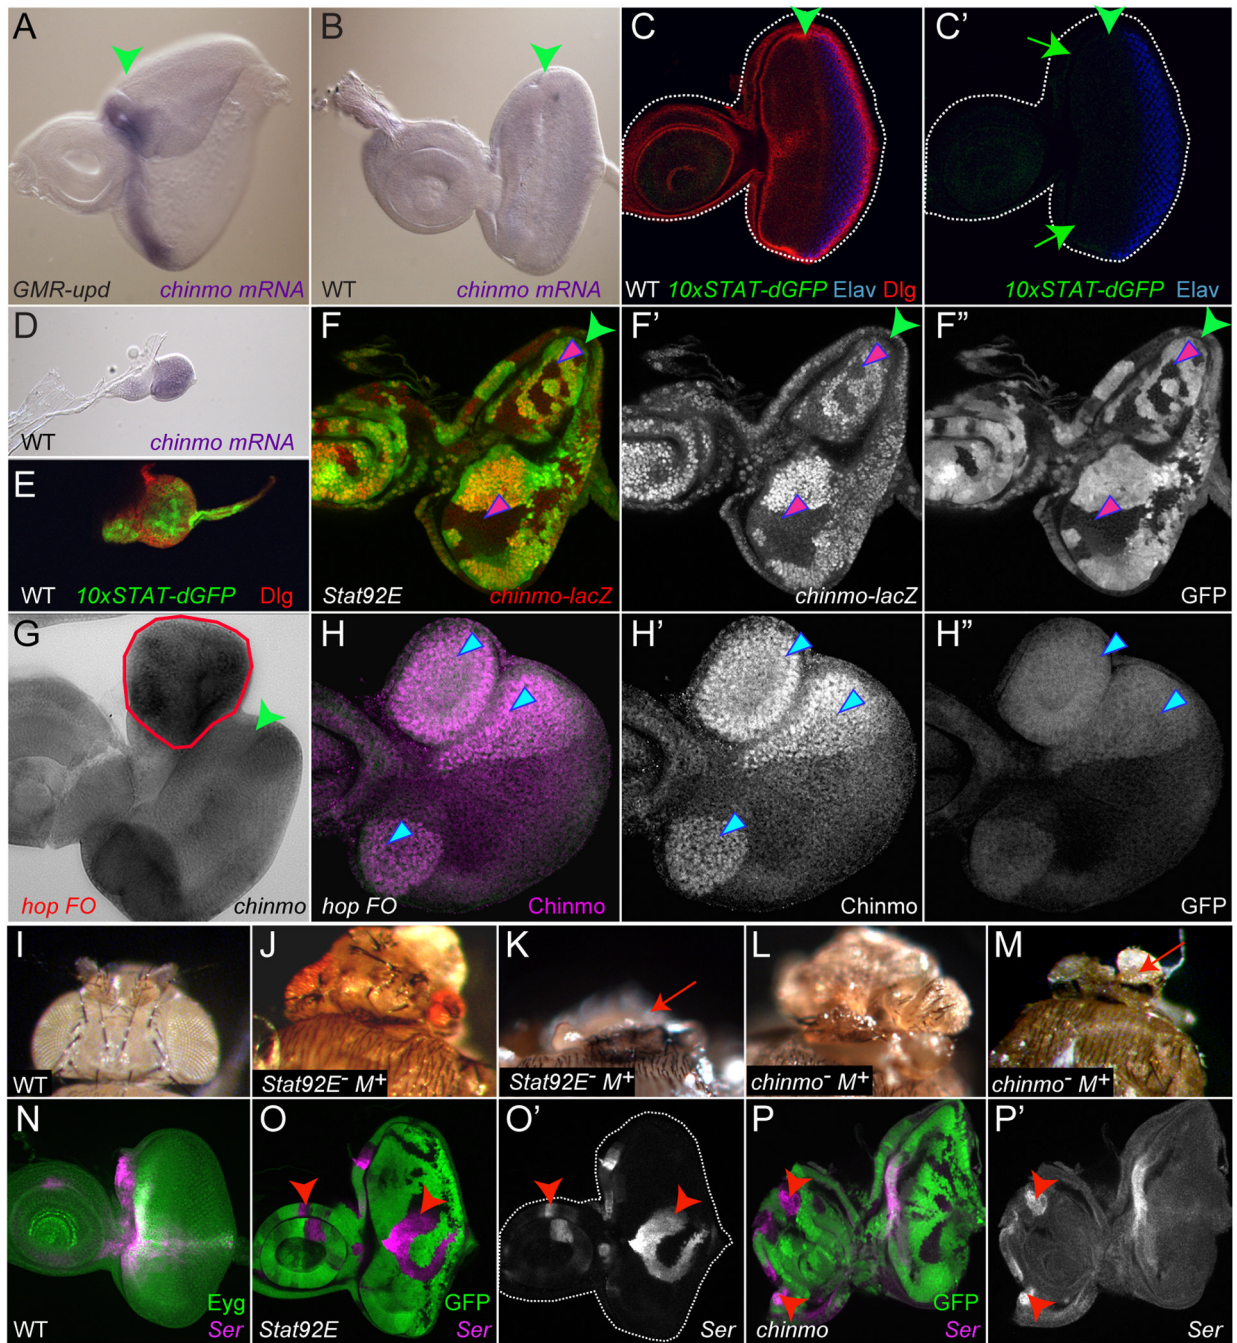 A
GMR-upd chinmo mRNA
B
WT chinmo mRNA
C
WT 10xSTAT-dGFP Elav Dlg
C'
10xSTAT-dGFP Elav
D
WT chinmo mRNA
E
WT 10xSTAT-dGFP Dlg
F
Stat92E chinmo-lacZ
F'
chinmo-lacZ
F"
GFP
G
hop FO chinmo
H
hop FO Chinmo
H'
Chinmo
H"
GFP
I
WT
J
Stat92E⁻ M⁺
K
Stat92E⁻ M⁺
L
chinmo⁻ M⁺
M
chinmo⁻ M⁺
N
Eyg
WT Ser
O
GFP
Stat92E Ser
O'
Ser
P
GFP
chinmo Ser
P'
Ser